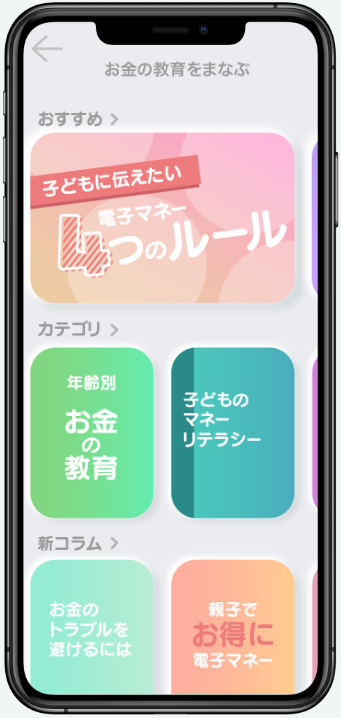 お金の教育をまなぶ
おすすめ
子どもに伝えたい
電子マネー
4つのルール
カテゴリ
年齢別
お金
の
教育
子どもの
マネー
リテラシー
新コラム
お金の
トラブルを
避けるには
親子で
お得に
電子マネー